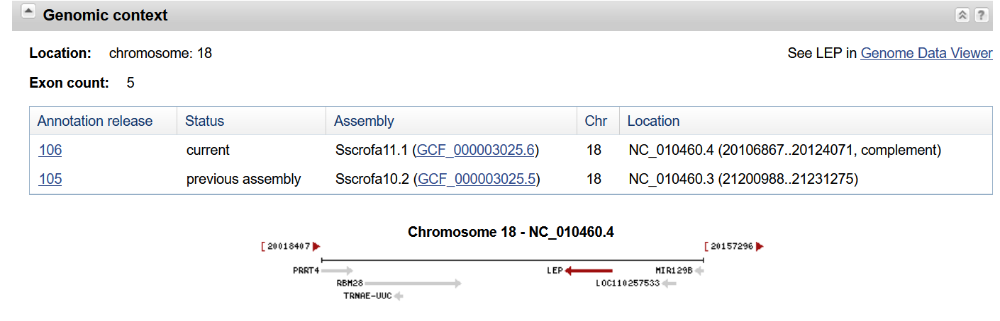 Genomic context
Location: chromosome: 18 See LEP in Genome Data Viewer
Exon count: 5
Annotation release Status Assembly Chr Location
106 current Sscrofa11.1 (GCF_000003025.6) 18 NC_010460.4 (20106867..20124071, complement)
105 previous assembly Sscrofa10.2 (GCF_000003025.5) 18 NC_010460.3 (21200988..21231275)
Chromosome 18 - NC_010460.4
[ 20018407 [ 20157296
PRRT4 LEP MIR129B
RBM28 LOC110257533
TRNAE-UUC